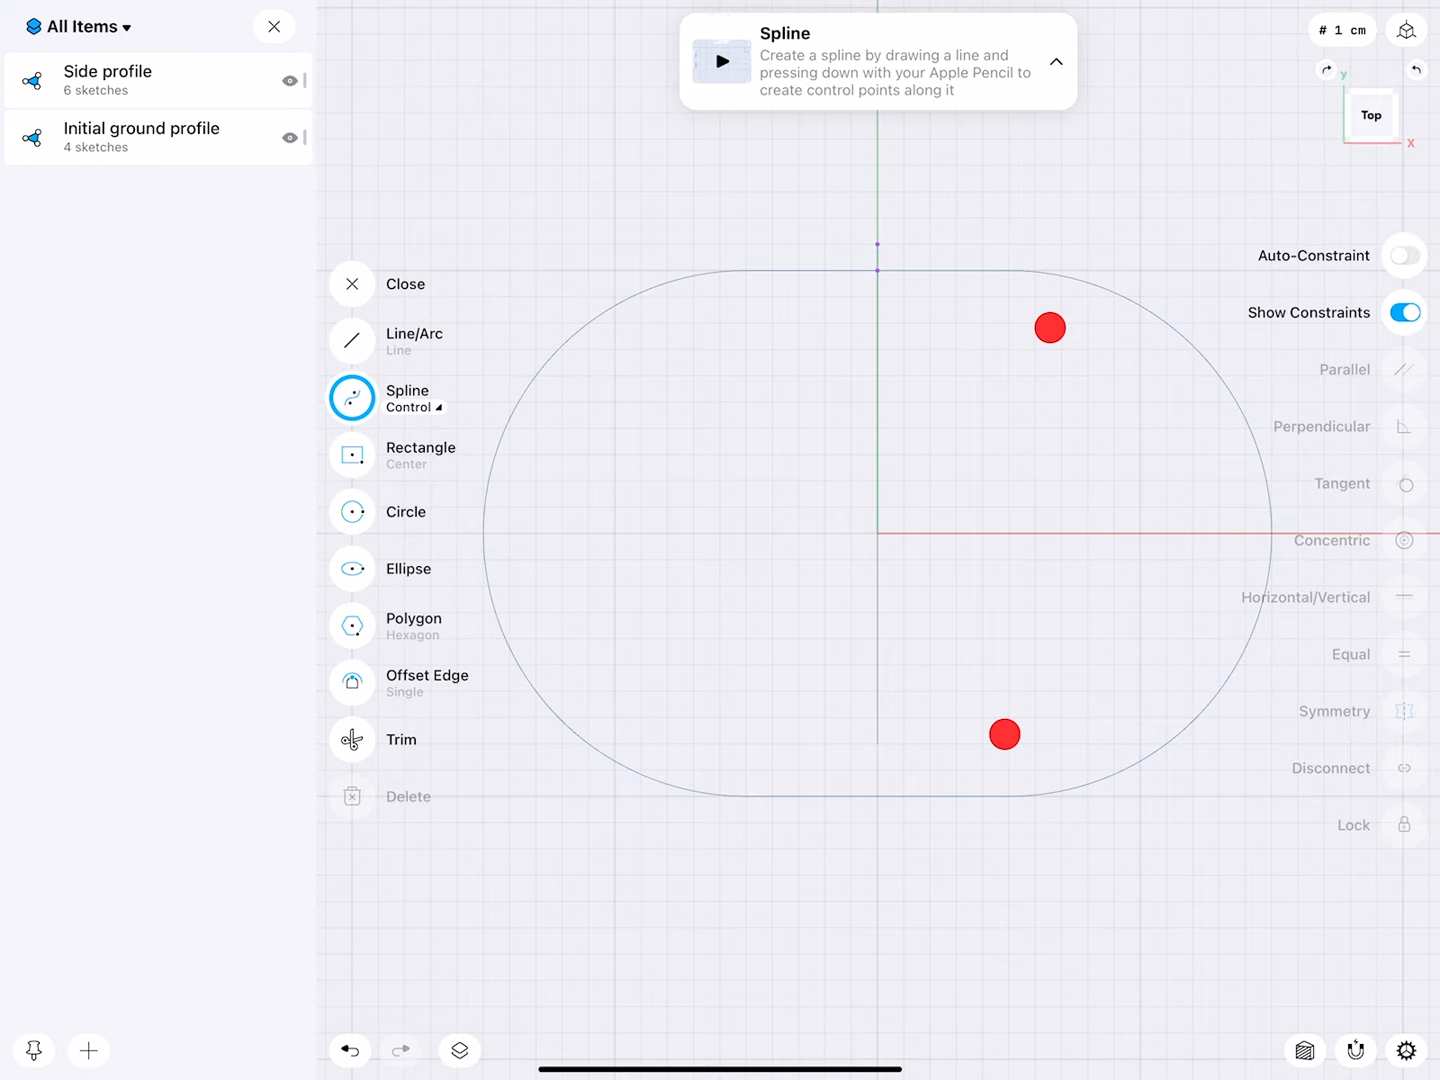 All Items
Side profile
6 sketches
Initial ground profile
4 sketches
Spline
Create a spline by drawing a line and
pressing down with your Apple Pencil to
create control points along it
# 1 cm
y
Top
X
Close
Line/Arc
Line
Spline
Control
Rectangle
Center
Circle
Ellipse
Polygon
Hexagon
Offset Edge
Single
Trim
Delete
Auto-Constraint
Show Constraints
Parallel
Perpendicular
Tangent
Concentric
Horizontal/Vertical
Equal
Symmetry
Disconnect
Lock